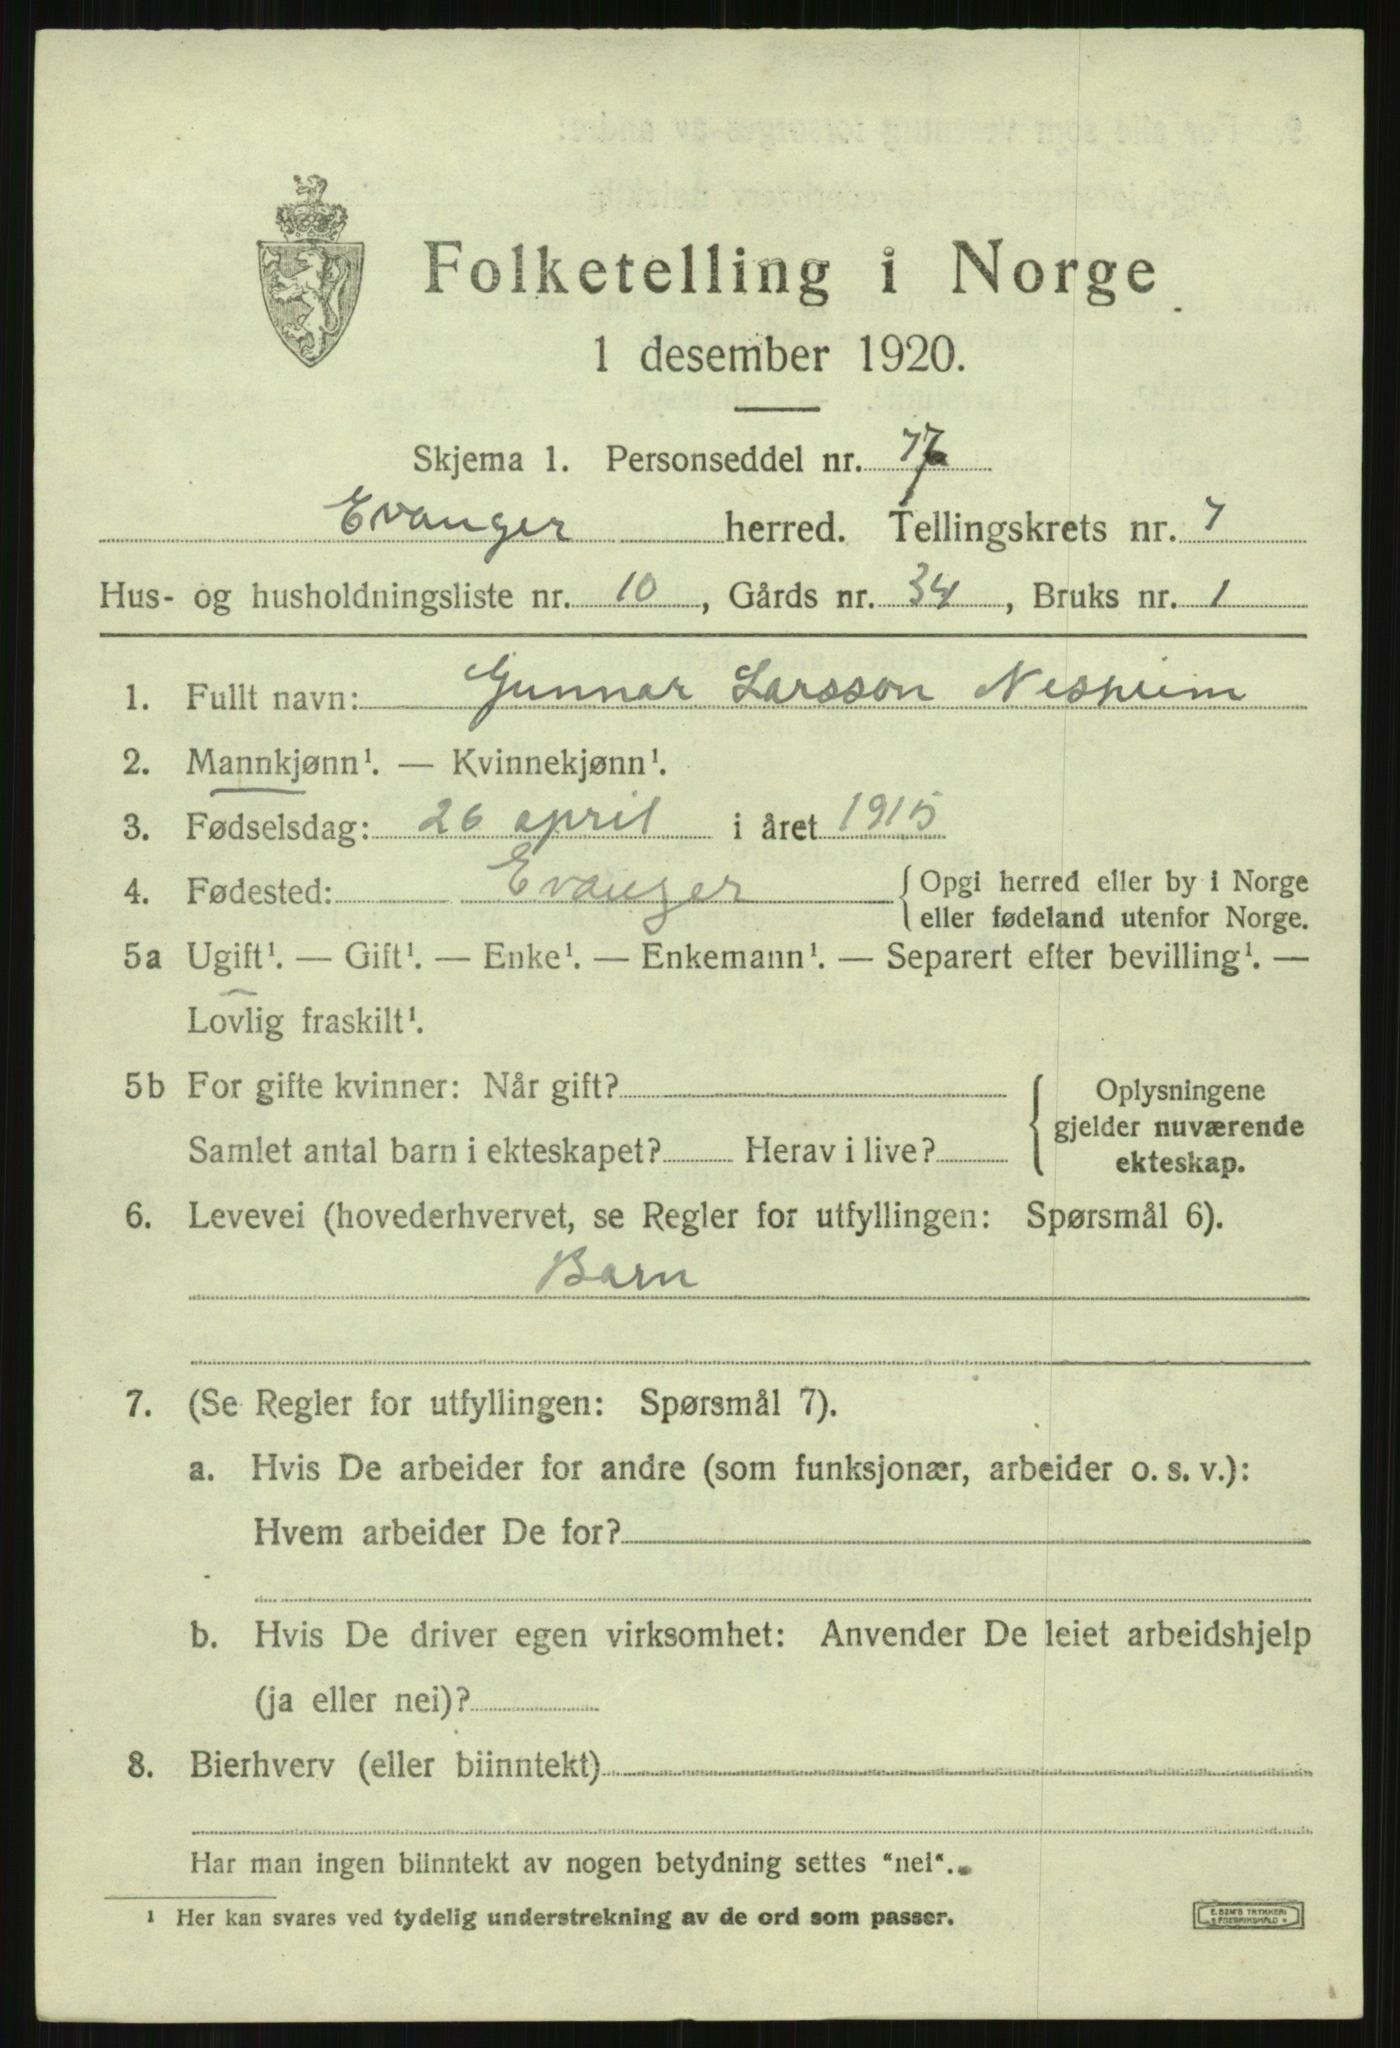 Folketelling i Norge
1 desember 1920.
Skjema 1. Personseddel nr. 77
Evanger herred. Tellingskrets nr. 7
Hus- og husholdningsliste nr. 10, Gårds nr. 34, Bruks nr. 1
1. Fullt navn: Gunnar Larsson Nesheim
2. Mannkjønn¹. — Kvinnekjønn¹.
3. Fødselsdag: 26 april i året 1915
4. Fødested: Evanger { Opgi herred eller by i Norge
eller fødeland utenfor Norge.
5a Ugift¹. — Gift¹. — Enke¹. — Enkemann¹. — Separert efter bevilling¹. —
Lovlig fraskilt¹.
5b For gifte kvinner: Når gift?
Samlet antal barn i ekteskapet? Herav i live?
{ Oplysningene
gjelder nuværende
ekteskap.
6. Levevei (hovederhvervet, se Regler for utfyllingen: Spørsmål 6).
Barn
7. (Se Regler for utfyllingen: Spørsmål 7).
a. Hvis De arbeider for andre (som funksjonær, arbeider o. s. v.):
Hvem arbeider De for?
b. Hvis De driver egen virksomhet: Anvender De leiet arbeidshjelp
(ja eller nei)?
8. Bierhverv (eller biinntekt)
Har man ingen biinntekt av nogen betydning settes "nei".
¹ Her kan svares ved tydelig understrekning av de ord som passer.
E. SEM'S TRYKKERI
FREDRIKSHALD